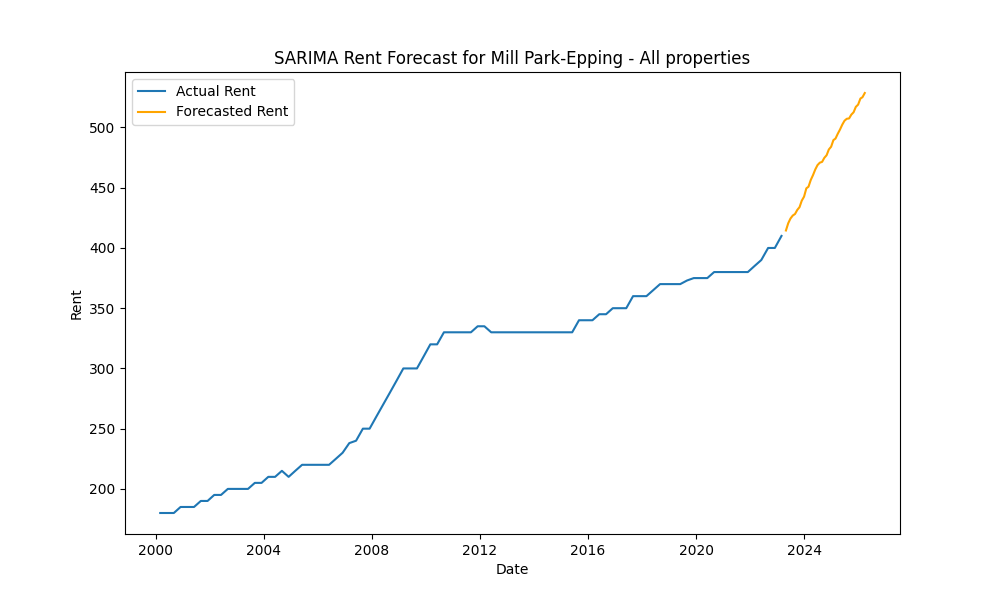 SARIMA Rent Forecast for Mill Park-Epping - All properties
Actual Rent
Forecasted Rent
500
450
400
350
300
250
200
Rent
2000 2004 2008 2012 2016 2020 2024
Date